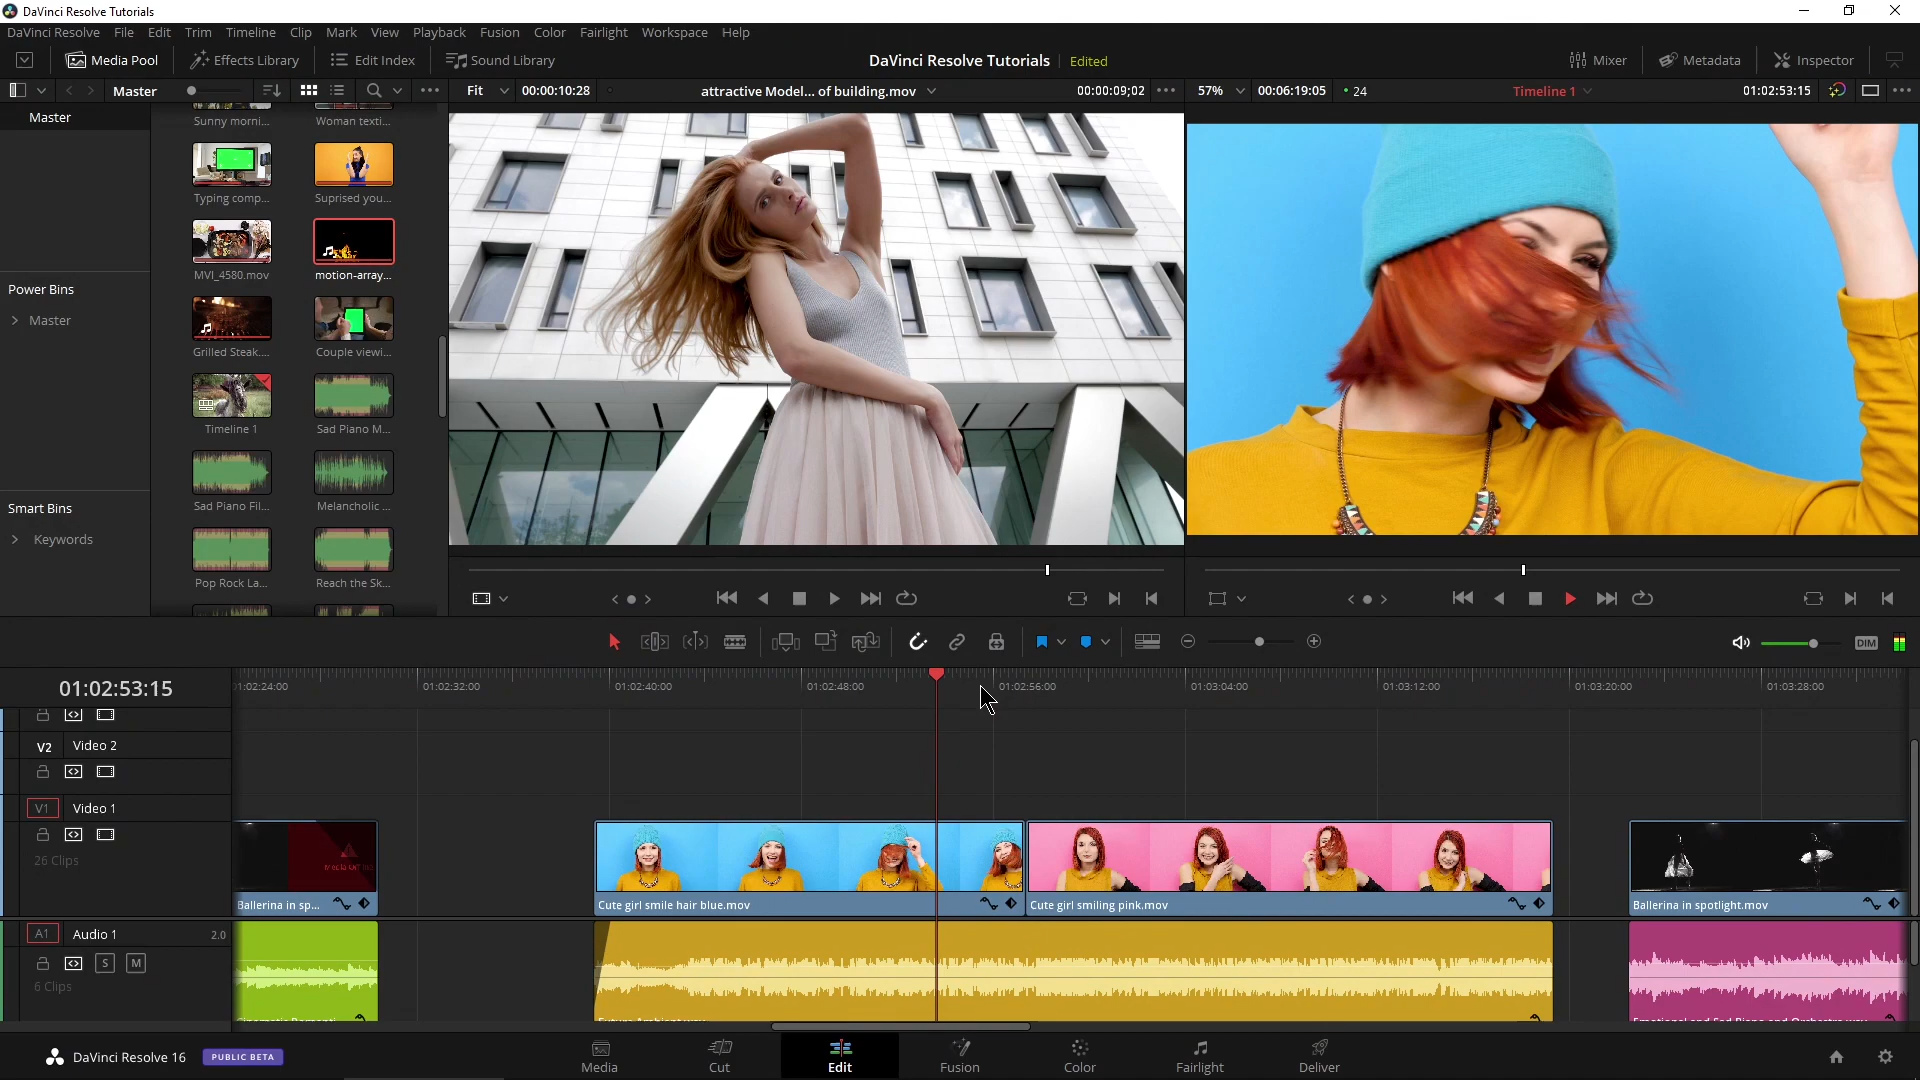 DaVinci Resolve Tutorials
DaVinci Resolve File Edit Trim Timeline Clip Mark View Playback Fusion Color Fairlight Workspace Help
Media Pool Effects Library Edit Index Sound Library DaVinci Resolve Tutorials Edited Mixer Metadata Inspector
Master Fit 00:00:10:28 attractive Model... of building.mov 00:00:09;02 57% 00:06:19:05 24 Timeline 1 01:02:53:15
Master
Sunny morni... Woman texti...
Typing comp... Suprised you...
MVI_4580.mov motion-array...
Power Bins
Master
Grilled Steak.... Couple viewi...
Timeline 1 Sad Piano M...
Sad Piano Fil... Melancholic ...
Smart Bins
Keywords
Pop Rock La... Reach the Sk...
DIM
01:02:53:15
01:02:24:00 01:02:32:00 01:02:40:00 01:02:48:00 01:02:56:00 01:03:04:00 01:03:12:00 01:03:20:00 01:03:28:00
V2 Video 2
V1 Video 1
26 Clips
Ballerina in sp... Cute girl smile hair blue.mov Cute girl smiling pink.mov Ballerina in spotlight.mov
A1 Audio 1 2.0
S M
6 Clips
DaVinci Resolve 16 PUBLIC BETA
Media Cut Edit Fusion Color Fairlight Deliver